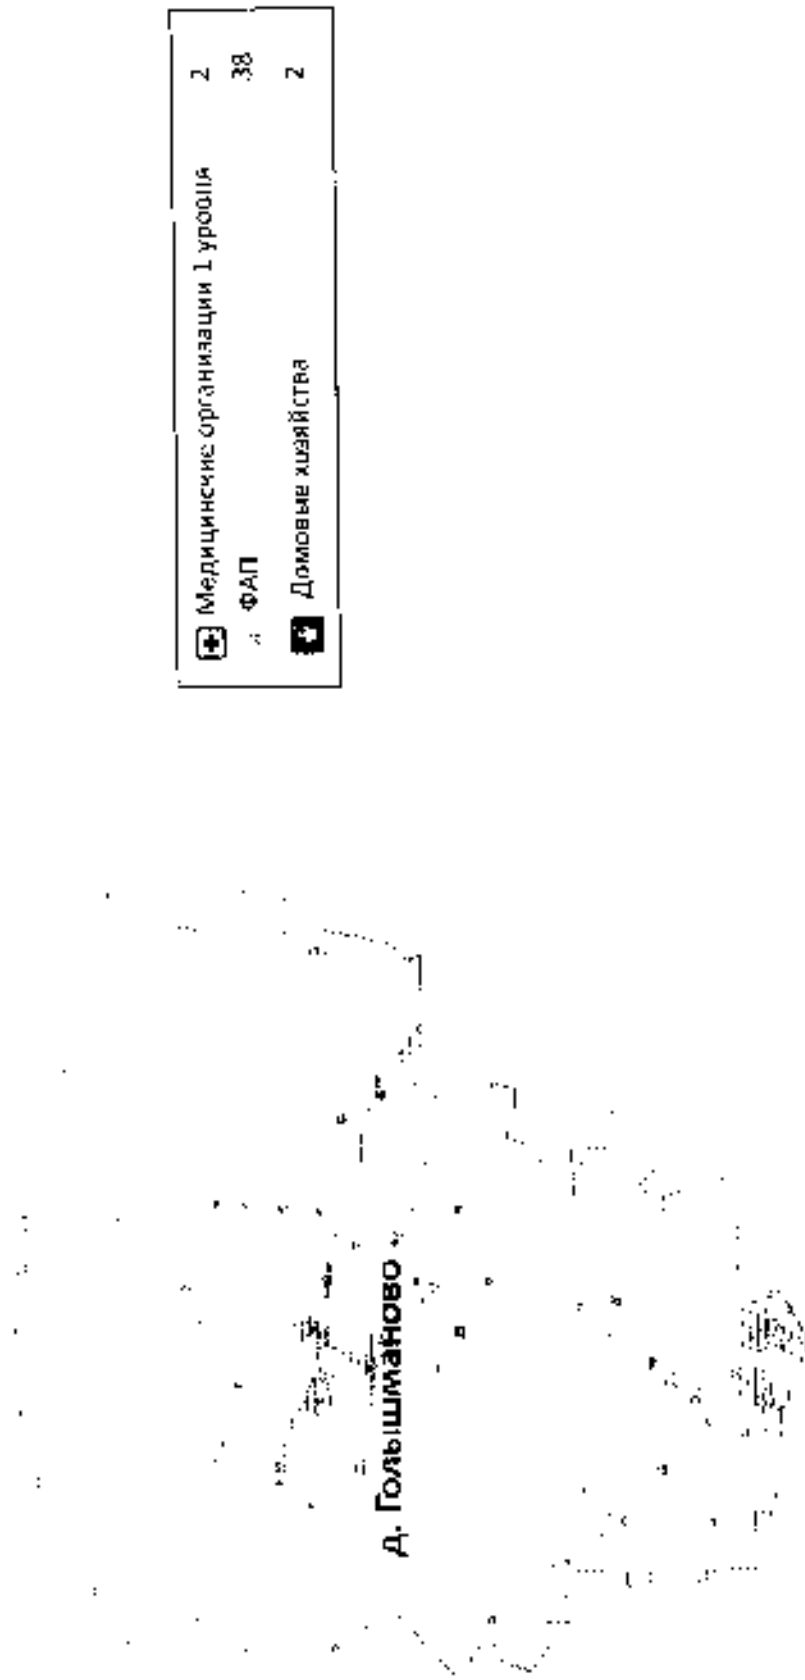 Медицинские организации 1 уровня 2
ФАП 38
Домовые хозяйства 2
д. Голышманово